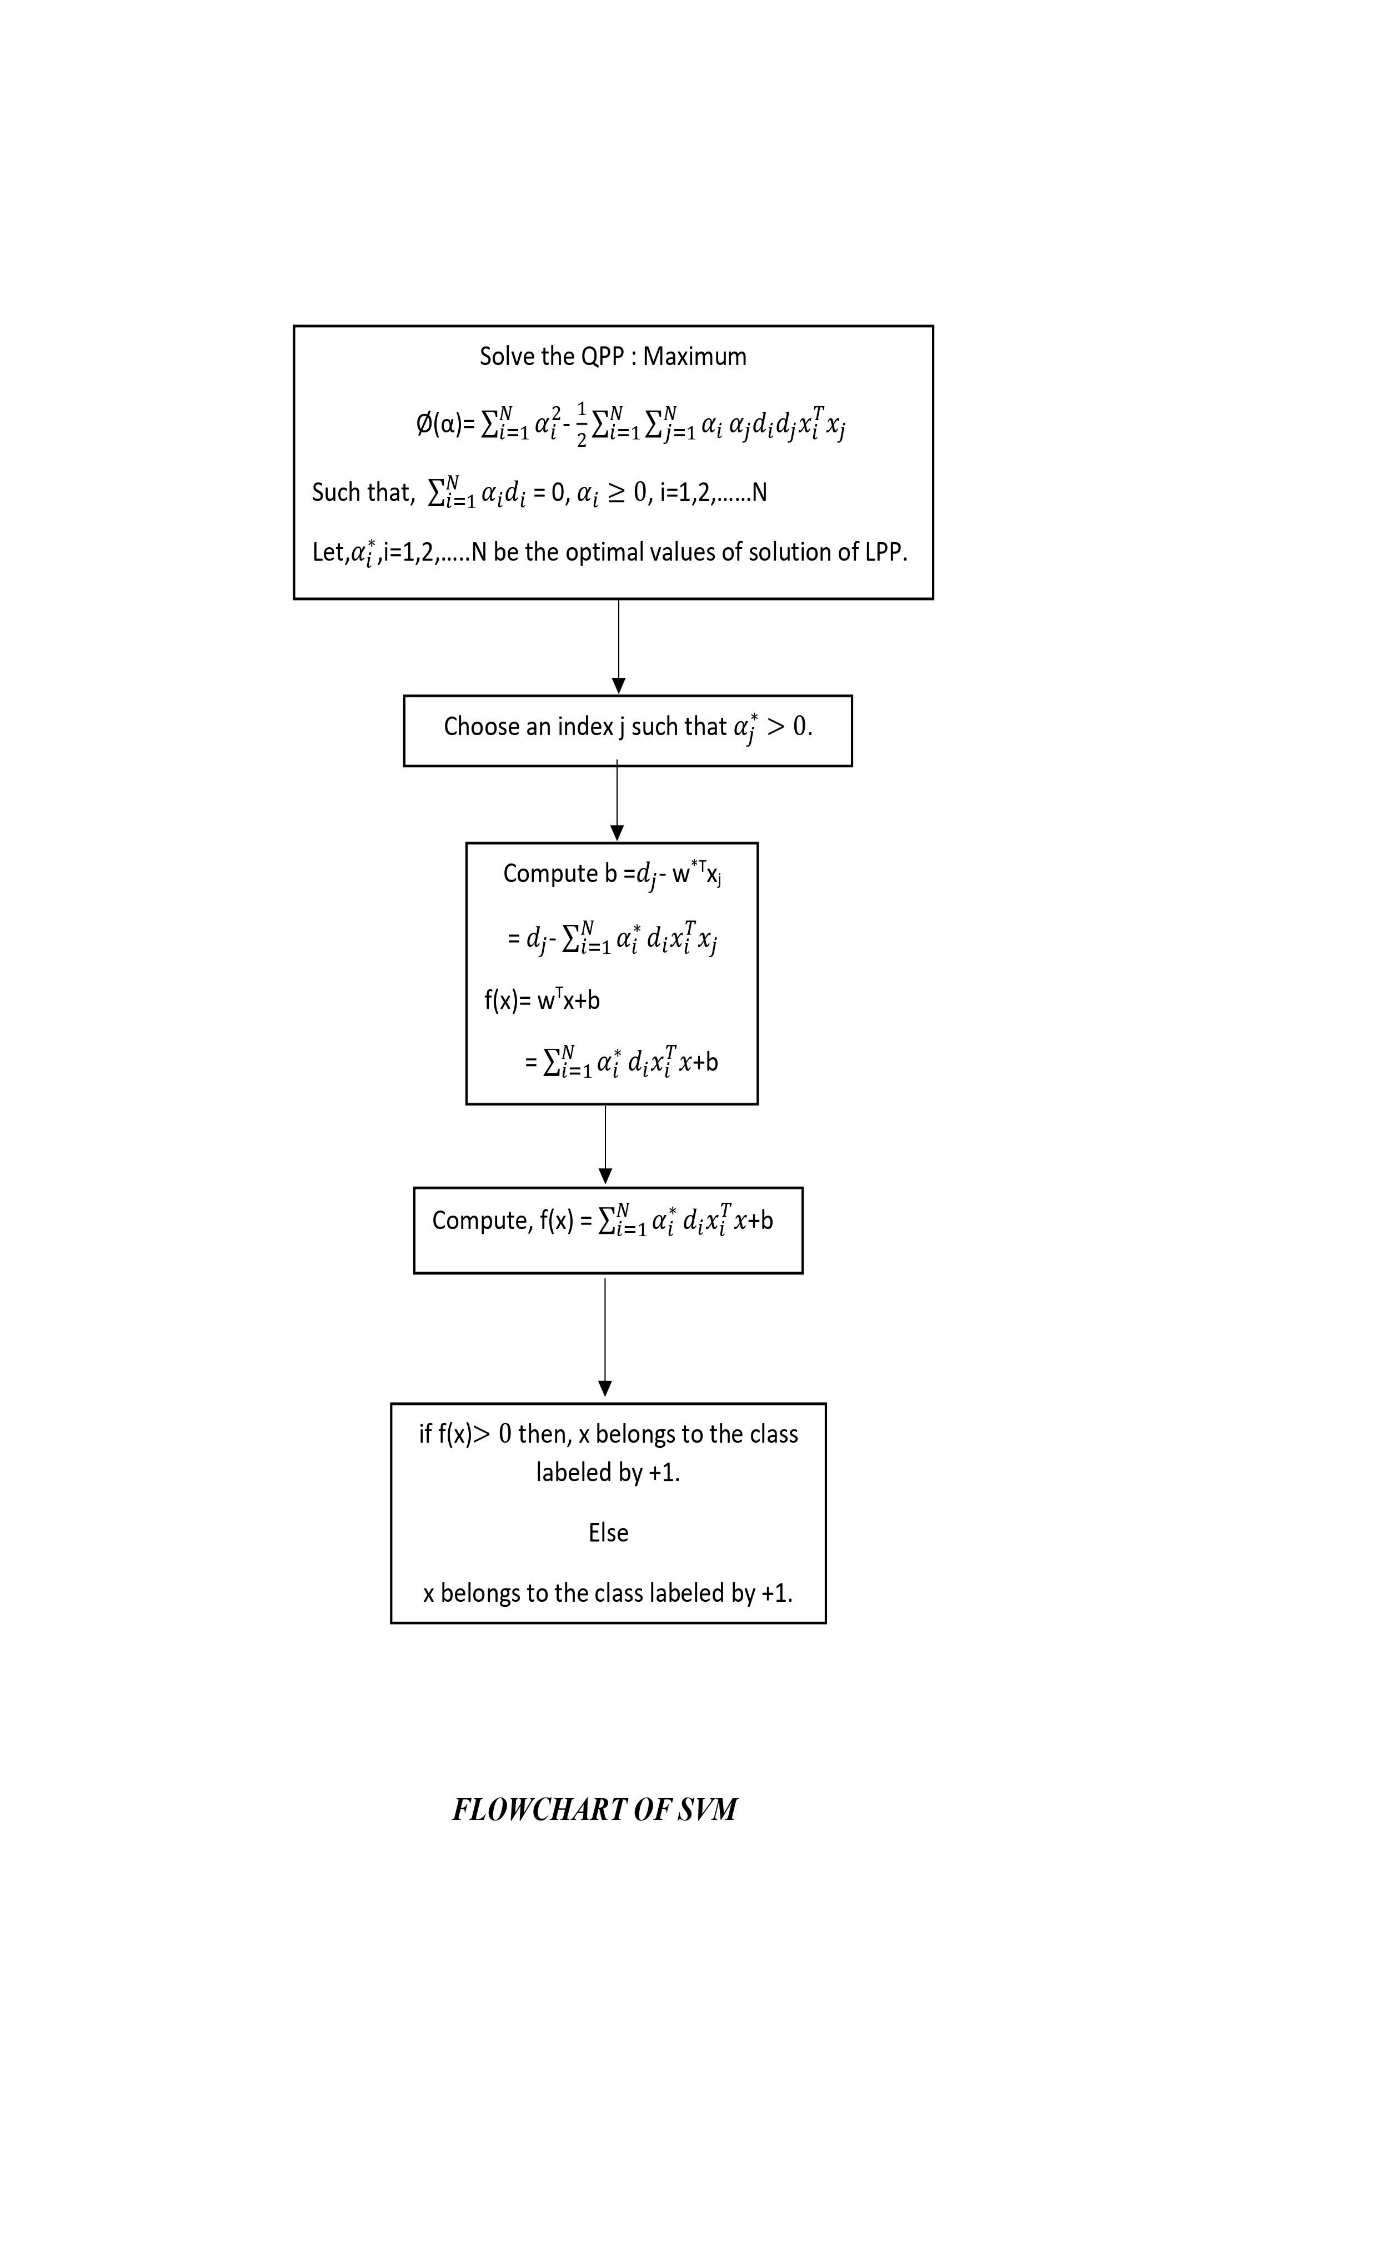 Solve the QPP : Maximum
Ø(α)= ∑_{i=1}^{N} α_i^2- 1/2 ∑_{i=1}^{N} ∑_{j=1}^{N} α_i α_j d_i d_j x_i^T x_j
Such that, ∑_{i=1}^{N} α_i d_i = 0, α_i ≥ 0, i=1,2,......N
Let,α_i^*,i=1,2,.....N be the optimal values of solution of LPP.
Choose an index j such that α_j^* > 0.
Compute b =d_j- w^{*T}x_j
= d_j- ∑_{i=1}^{N} α_i^* d_i x_i^T x_j
f(x)= w^Tx+b
= ∑_{i=1}^{N} α_i^* d_i x_i^T x+b
Compute, f(x) = ∑_{i=1}^{N} α_i^* d_i x_i^T x+b
if f(x)> 0 then, x belongs to the class
labeled by +1.
Else
x belongs to the class labeled by +1.
FLOWCHART OF SVM